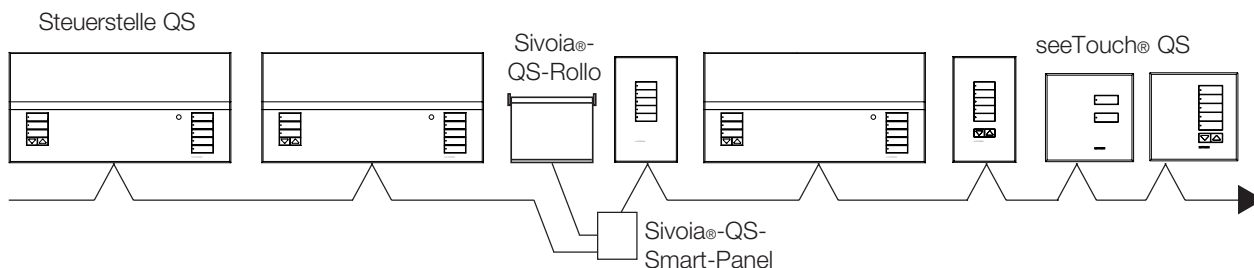 Steuerstelle QS
Sivoia®-
QS-Rollo
seeTouch® QS
Sivoia®-QS-
Smart-Panel